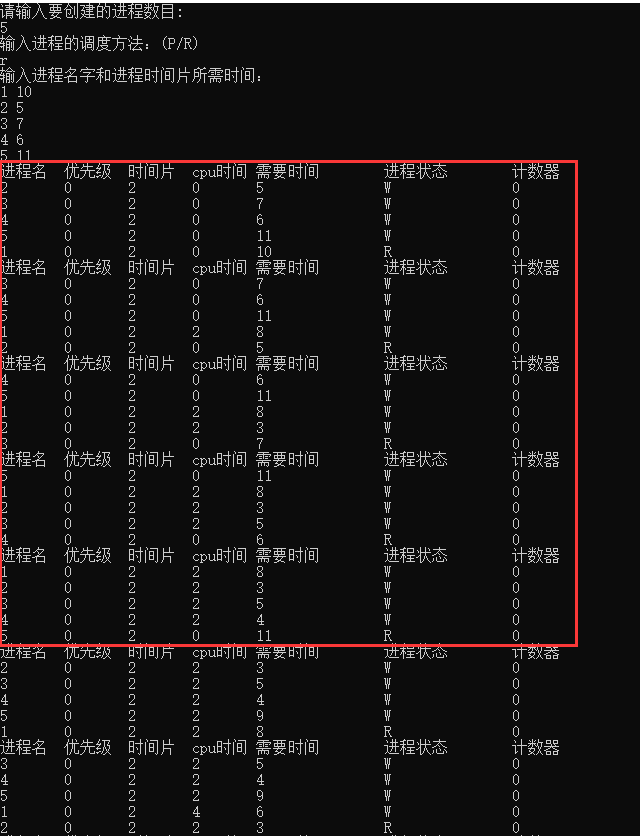 请输入要创建的进程数目:
5
输入进程的调度方法：(P/R)
r
输入进程名字和进程时间片所需时间：
1 10
2 5
3 7
4 6
5 11
进程名 优先级 时间片 cpu时间 需要时间 进程状态 计数器
2 0 2 0 5 W 0
3 0 2 0 7 W 0
4 0 2 0 6 W 0
5 0 2 0 11 W 0
1 0 2 0 10 R 0
进程名 优先级 时间片 cpu时间 需要时间 进程状态 计数器
3 0 2 0 7 W 0
4 0 2 0 6 W 0
5 0 2 0 11 W 0
1 0 2 2 8 W 0
2 0 2 0 5 R 0
进程名 优先级 时间片 cpu时间 需要时间 进程状态 计数器
4 0 2 0 6 W 0
5 0 2 0 11 W 0
1 0 2 2 8 W 0
2 0 2 2 3 W 0
3 0 2 0 7 R 0
进程名 优先级 时间片 cpu时间 需要时间 进程状态 计数器
5 0 2 0 11 W 0
1 0 2 2 8 W 0
2 0 2 2 3 W 0
3 0 2 2 5 W 0
4 0 2 0 6 R 0
进程名 优先级 时间片 cpu时间 需要时间 进程状态 计数器
1 0 2 2 8 W 0
2 0 2 2 3 W 0
3 0 2 2 5 W 0
4 0 2 2 4 W 0
5 0 2 0 11 R 0
进程名 优先级 时间片 cpu时间 需要时间 进程状态 计数器
2 0 2 2 3 W 0
3 0 2 2 5 W 0
4 0 2 2 4 W 0
5 0 2 2 9 W 0
1 0 2 2 8 R 0
进程名 优先级 时间片 cpu时间 需要时间 进程状态 计数器
3 0 2 2 5 W 0
4 0 2 2 4 W 0
5 0 2 2 9 W 0
1 0 2 4 6 W 0
2 0 2 2 3 R 0